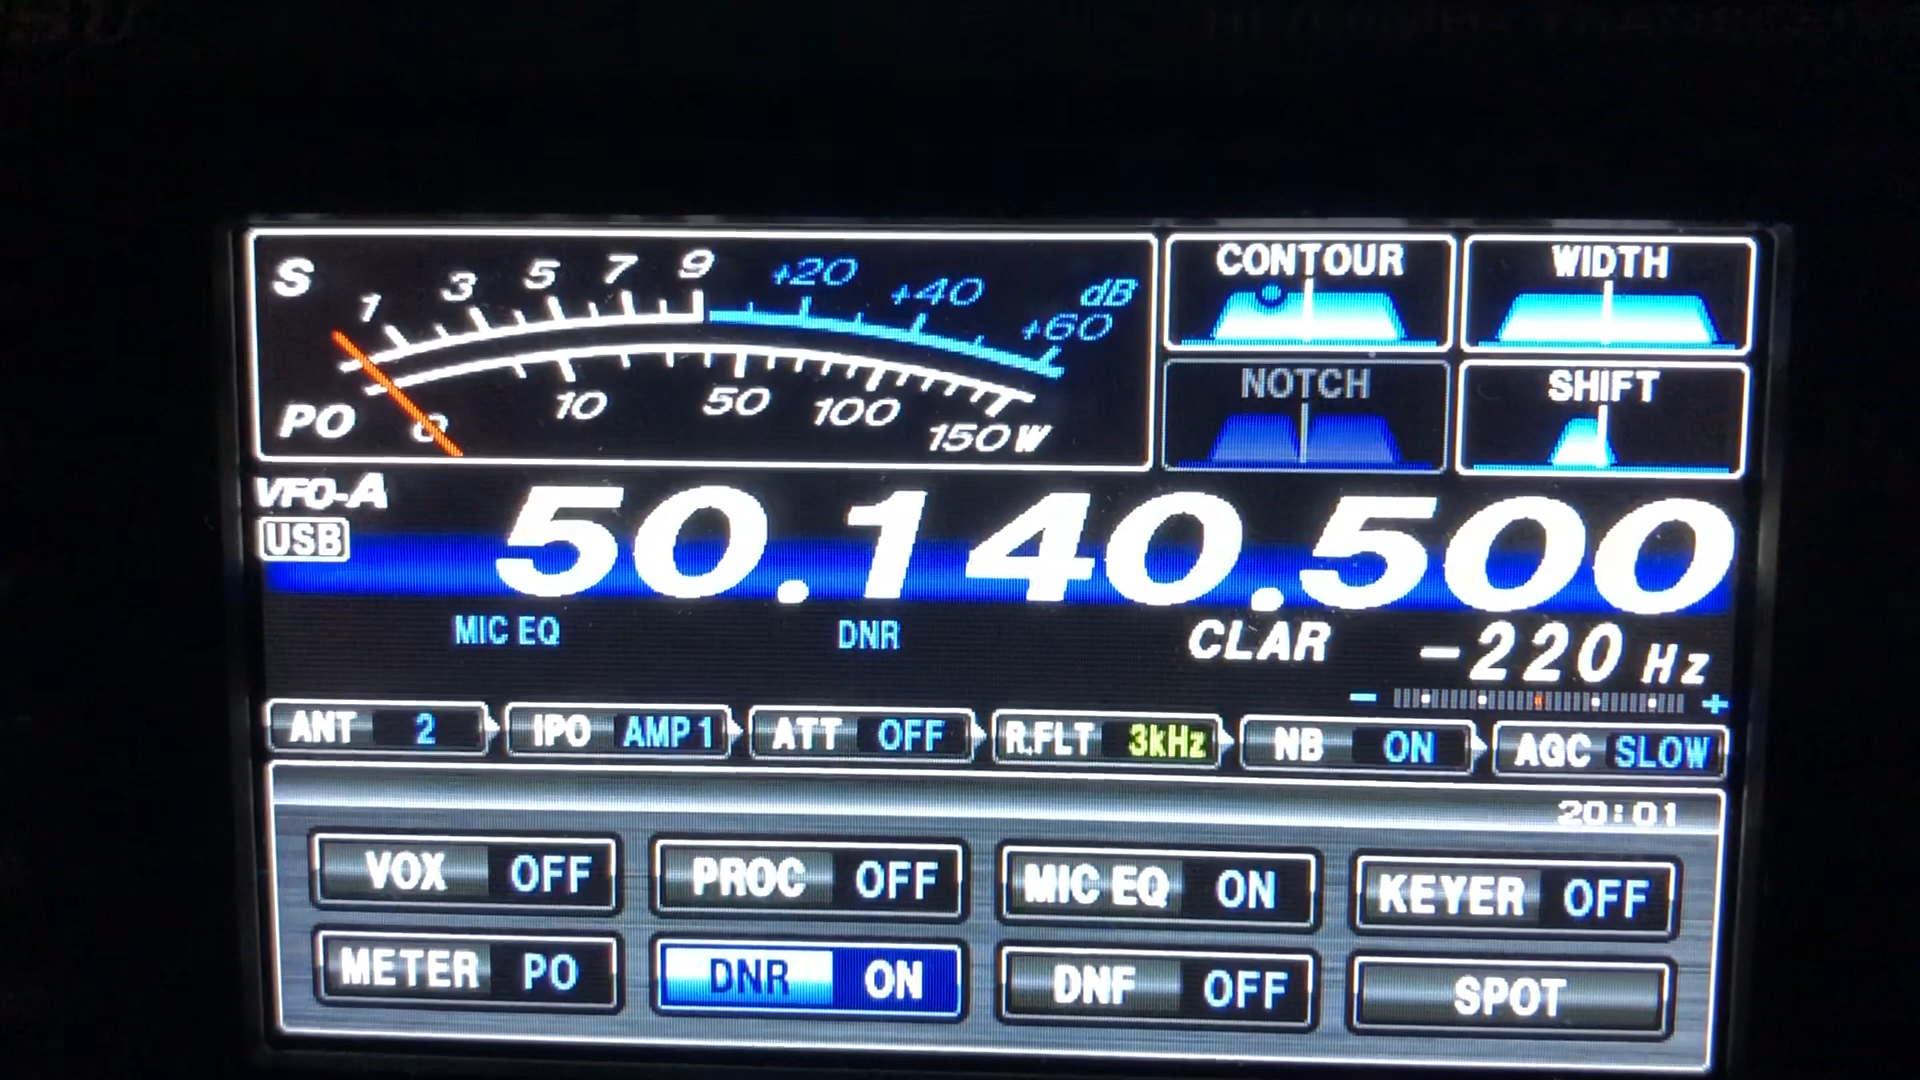 S 1 3 5 7 9 +20 +40 +60 dB
PO 0 10 50 100 150 W
CONTOUR
WIDTH
NOTCH
SHIFT
VFO-A
USB
50.140.500
MIC EQ DNR CLAR -220 Hz
- +
ANT 2 IPO AMP 1 ATT OFF R.FLT 3kHz NB ON AGC SLOW
20:01
VOX OFF PROC OFF MIC EQ ON KEYER OFF
METER PO DNR ON DNF OFF SPOT